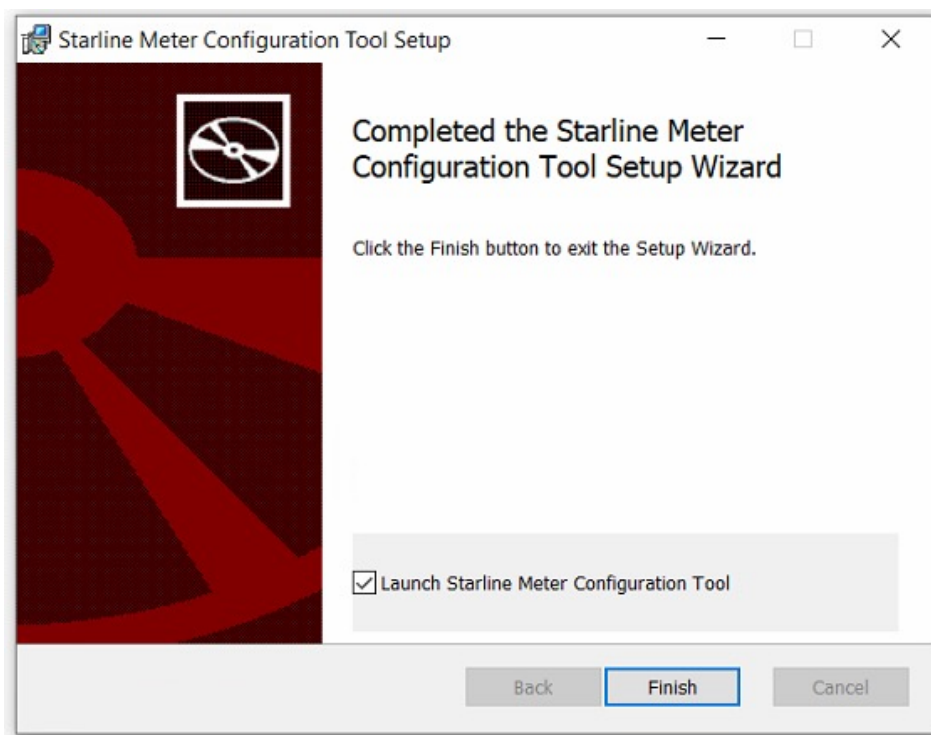 Starline Meter Configuration Tool Setup
Completed the Starline Meter
Configuration Tool Setup Wizard
Click the Finish button to exit the Setup Wizard.
Launch Starline Meter Configuration Tool
Back Finish Cancel